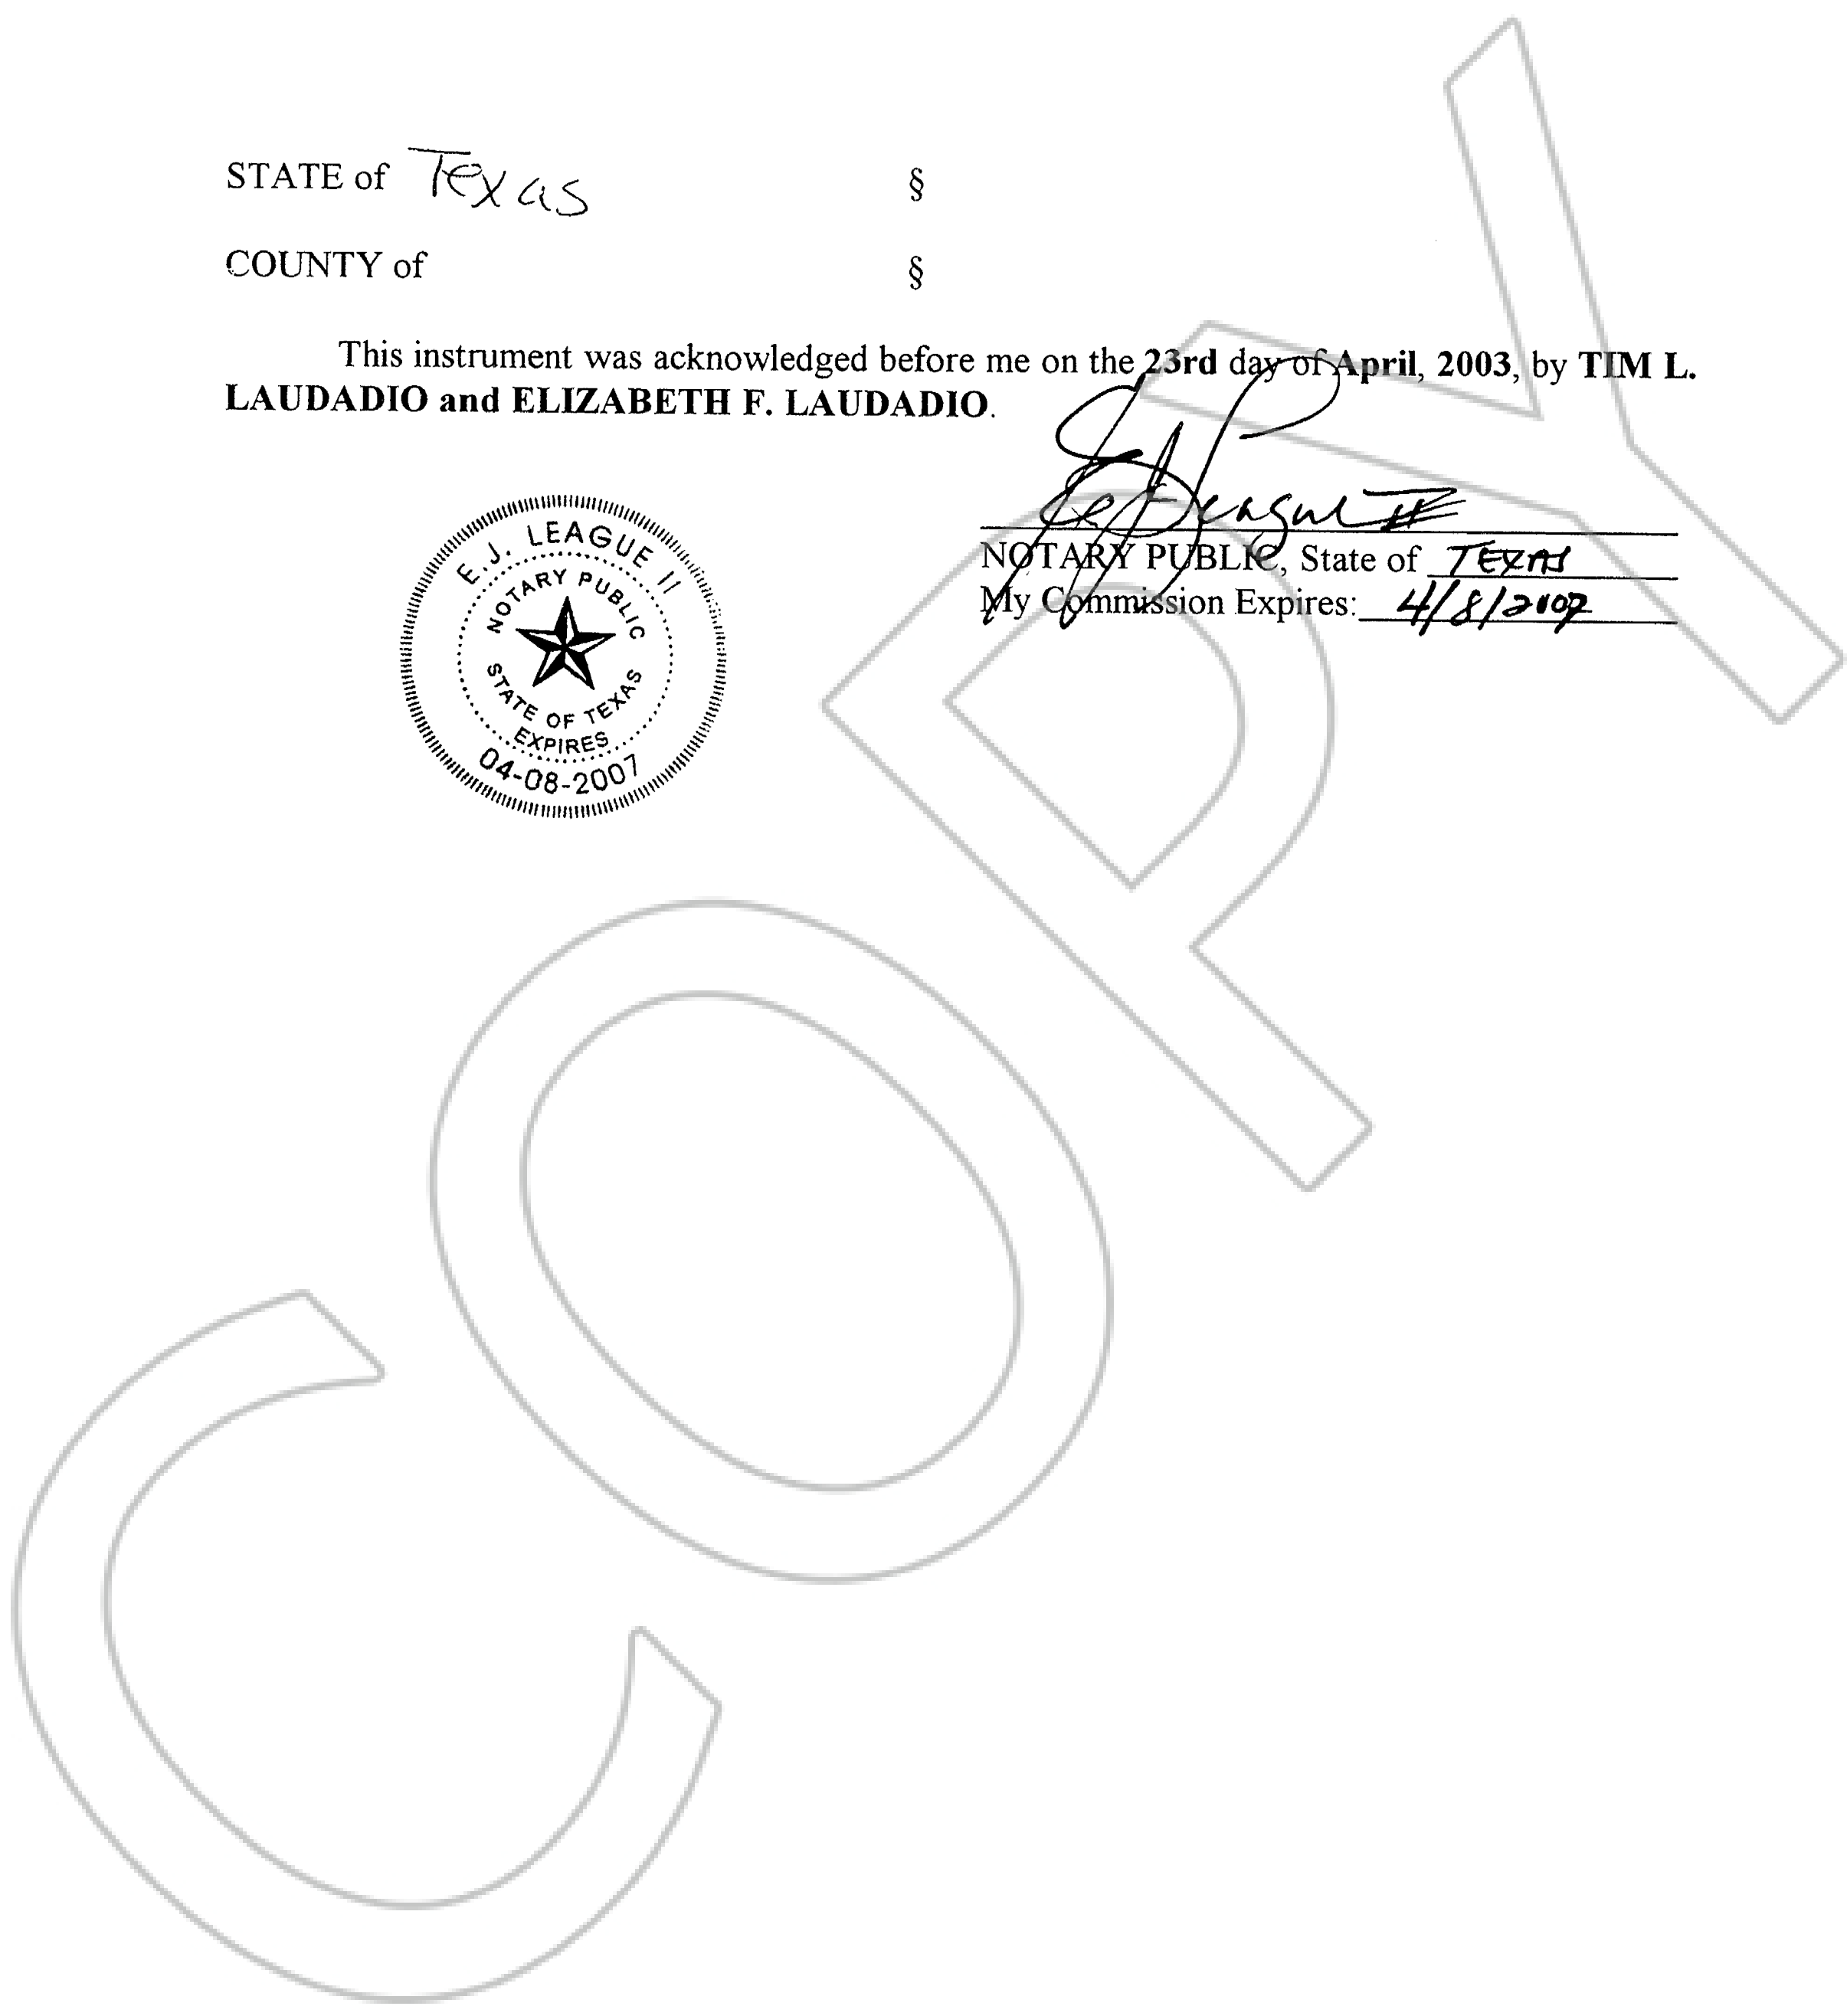 STATE of Texas §
COUNTY of §
This instrument was acknowledged before me on the 23rd day of April, 2003, by TIM L.
LAUDADIO and ELIZABETH F. LAUDADIO.
E.J. LEAGUE II
NOTARY PUBLIC
STATE OF TEXAS
EXPIRES
04-08-2007
League II
NOTARY PUBLIC, State of TEXAS
My Commission Expires: 4/8/2007
COPY